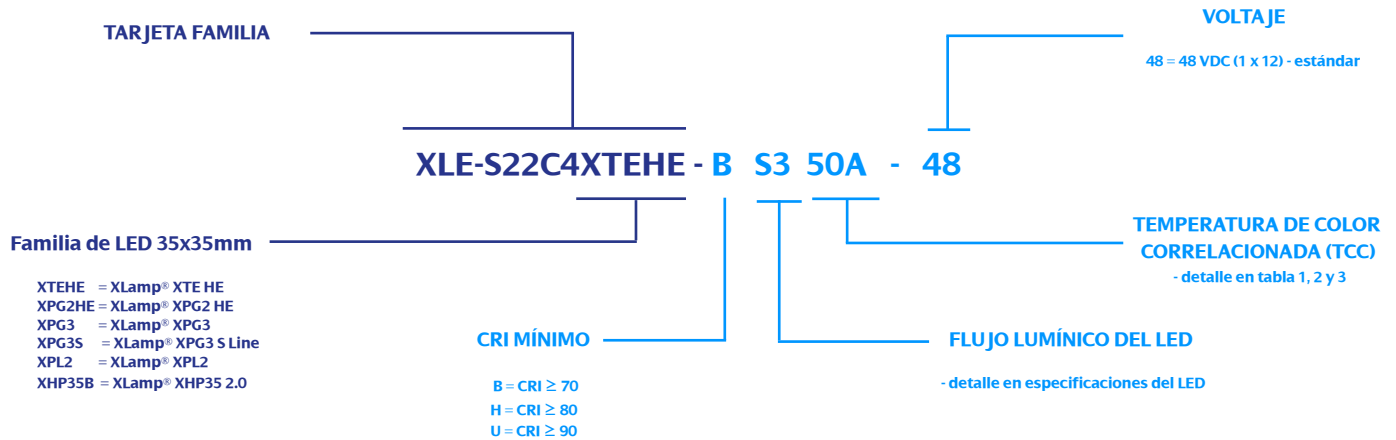 TARJETA FAMILIA
VOLTAJE
48 = 48 VDC (1 x 12) - estándar
XLE-S22C4XTEHE - B S3 50A - 48
Familia de LED 35x35mm
XTEHE = XLamp® XTE HE
XPG2HE = XLamp® XPG2 HE
XPG3 = XLamp® XPG3
XPG3S = XLamp® XPG3 S Line
XPL2 = XLamp® XPL2
XHP35B = XLamp® XHP35 2.0
CRI MÍNIMO
B = CRI ≥ 70
H = CRI ≥ 80
U = CRI ≥ 90
TEMPERATURA DE COLOR
CORRELACIONADA (TCC)
- detalle en tabla 1, 2 y 3
FLUJO LUMÍNICO DEL LED
- detalle en especificaciones del LED